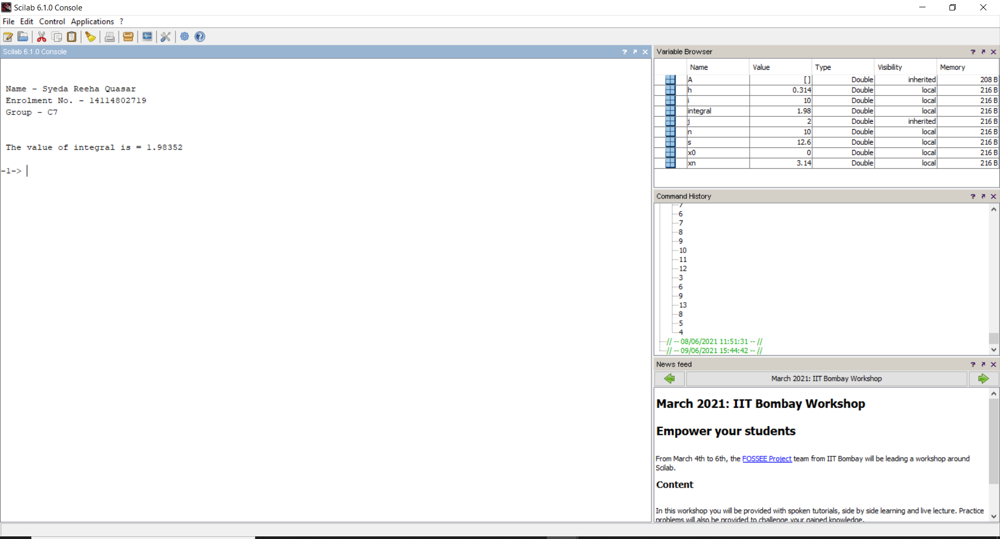 Scilab 6.1.0 Console
File Edit Control Applications ?
Scilab 6.1.0 Console
Name - Syeda Reeha Quasar
Enrolment No. - 14114802719
Group - C7
The value of integral is = 1.98352
-1->
Variable Browser
Name Value Type Visibility Memory
A [] Double inherited 208 B
h 0.314 Double local 216 B
i 10 Double local 216 B
integral 1.98 Double local 216 B
j 2 Double inherited 216 B
n 10 Double local 216 B
s 12.6 Double local 216 B
x0 0 Double local 216 B
xn 3.14 Double local 216 B
Command History
7
6
7
8
9
10
11
12
3
6
9
13
8
5
4
// -- 08/06/2021 11:51:31 -- //
// -- 09/06/2021 15:44:42 -- //
News feed
March 2021: IIT Bombay Workshop
March 2021: IIT Bombay Workshop
Empower your students
From March 4th to 6th, the FOSSEE Project team from IIT Bombay will be leading a workshop around
Scilab.
Content
In this workshop you will be provided with spoken tutorials, side by side learning and live lecture. Practice
problems will also be provided to challenge your gained knowledge.